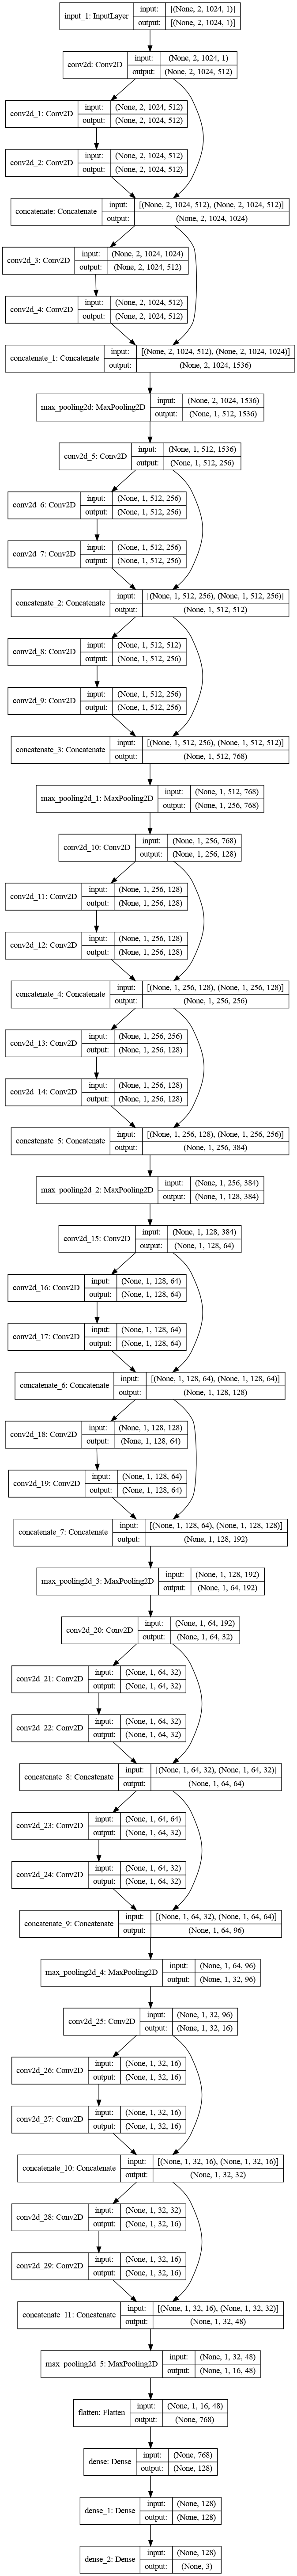 input_1: InputLayer
input: [(None, 2, 1024, 1)]
output: [(None, 2, 1024, 1)]
conv2d: Conv2D
input: (None, 2, 1024, 1)
output: (None, 2, 1024, 512)
conv2d_1: Conv2D
input: (None, 2, 1024, 512)
output: (None, 2, 1024, 512)
conv2d_2: Conv2D
input: (None, 2, 1024, 512)
output: (None, 2, 1024, 512)
concatenate: Concatenate
input: [(None, 2, 1024, 512), (None, 2, 1024, 512)]
output: (None, 2, 1024, 1024)
conv2d_3: Conv2D
input: (None, 2, 1024, 1024)
output: (None, 2, 1024, 512)
conv2d_4: Conv2D
input: (None, 2, 1024, 512)
output: (None, 2, 1024, 512)
concatenate_1: Concatenate
input: [(None, 2, 1024, 512), (None, 2, 1024, 1024)]
output: (None, 2, 1024, 1536)
max_pooling2d: MaxPooling2D
input: (None, 2, 1024, 1536)
output: (None, 1, 512, 1536)
conv2d_5: Conv2D
input: (None, 1, 512, 1536)
output: (None, 1, 512, 256)
conv2d_6: Conv2D
input: (None, 1, 512, 256)
output: (None, 1, 512, 256)
conv2d_7: Conv2D
input: (None, 1, 512, 256)
output: (None, 1, 512, 256)
concatenate_2: Concatenate
input: [(None, 1, 512, 256), (None, 1, 512, 256)]
output: (None, 1, 512, 512)
conv2d_8: Conv2D
input: (None, 1, 512, 512)
output: (None, 1, 512, 256)
conv2d_9: Conv2D
input: (None, 1, 512, 256)
output: (None, 1, 512, 256)
concatenate_3: Concatenate
input: [(None, 1, 512, 256), (None, 1, 512, 512)]
output: (None, 1, 512, 768)
max_pooling2d_1: MaxPooling2D
input: (None, 1, 512, 768)
output: (None, 1, 256, 768)
conv2d_10: Conv2D
input: (None, 1, 256, 768)
output: (None, 1, 256, 128)
conv2d_11: Conv2D
input: (None, 1, 256, 128)
output: (None, 1, 256, 128)
conv2d_12: Conv2D
input: (None, 1, 256, 128)
output: (None, 1, 256, 128)
concatenate_4: Concatenate
input: [(None, 1, 256, 128), (None, 1, 256, 128)]
output: (None, 1, 256, 256)
conv2d_13: Conv2D
input: (None, 1, 256, 256)
output: (None, 1, 256, 128)
conv2d_14: Conv2D
input: (None, 1, 256, 128)
output: (None, 1, 256, 128)
concatenate_5: Concatenate
input: [(None, 1, 256, 128), (None, 1, 256, 256)]
output: (None, 1, 256, 384)
max_pooling2d_2: MaxPooling2D
input: (None, 1, 256, 384)
output: (None, 1, 128, 384)
conv2d_15: Conv2D
input: (None, 1, 128, 384)
output: (None, 1, 128, 64)
conv2d_16: Conv2D
input: (None, 1, 128, 64)
output: (None, 1, 128, 64)
conv2d_17: Conv2D
input: (None, 1, 128, 64)
output: (None, 1, 128, 64)
concatenate_6: Concatenate
input: [(None, 1, 128, 64), (None, 1, 128, 64)]
output: (None, 1, 128, 128)
conv2d_18: Conv2D
input: (None, 1, 128, 128)
output: (None, 1, 128, 64)
conv2d_19: Conv2D
input: (None, 1, 128, 64)
output: (None, 1, 128, 64)
concatenate_7: Concatenate
input: [(None, 1, 128, 64), (None, 1, 128, 128)]
output: (None, 1, 128, 192)
max_pooling2d_3: MaxPooling2D
input: (None, 1, 128, 192)
output: (None, 1, 64, 192)
conv2d_20: Conv2D
input: (None, 1, 64, 192)
output: (None, 1, 64, 32)
conv2d_21: Conv2D
input: (None, 1, 64, 32)
output: (None, 1, 64, 32)
conv2d_22: Conv2D
input: (None, 1, 64, 32)
output: (None, 1, 64, 32)
concatenate_8: Concatenate
input: [(None, 1, 64, 32), (None, 1, 64, 32)]
output: (None, 1, 64, 64)
conv2d_23: Conv2D
input: (None, 1, 64, 64)
output: (None, 1, 64, 32)
conv2d_24: Conv2D
input: (None, 1, 64, 32)
output: (None, 1, 64, 32)
concatenate_9: Concatenate
input: [(None, 1, 64, 32), (None, 1, 64, 64)]
output: (None, 1, 64, 96)
max_pooling2d_4: MaxPooling2D
input: (None, 1, 64, 96)
output: (None, 1, 32, 96)
conv2d_25: Conv2D
input: (None, 1, 32, 96)
output: (None, 1, 32, 16)
conv2d_26: Conv2D
input: (None, 1, 32, 16)
output: (None, 1, 32, 16)
conv2d_27: Conv2D
input: (None, 1, 32, 16)
output: (None, 1, 32, 16)
concatenate_10: Concatenate
input: [(None, 1, 32, 16), (None, 1, 32, 16)]
output: (None, 1, 32, 32)
conv2d_28: Conv2D
input: (None, 1, 32, 32)
output: (None, 1, 32, 16)
conv2d_29: Conv2D
input: (None, 1, 32, 16)
output: (None, 1, 32, 16)
concatenate_11: Concatenate
input: [(None, 1, 32, 16), (None, 1, 32, 32)]
output: (None, 1, 32, 48)
max_pooling2d_5: MaxPooling2D
input: (None, 1, 32, 48)
output: (None, 1, 16, 48)
flatten: Flatten
input: (None, 1, 16, 48)
output: (None, 768)
dense: Dense
input: (None, 768)
output: (None, 128)
dense_1: Dense
input: (None, 128)
output: (None, 128)
dense_2: Dense
input: (None, 128)
output: (None, 3)